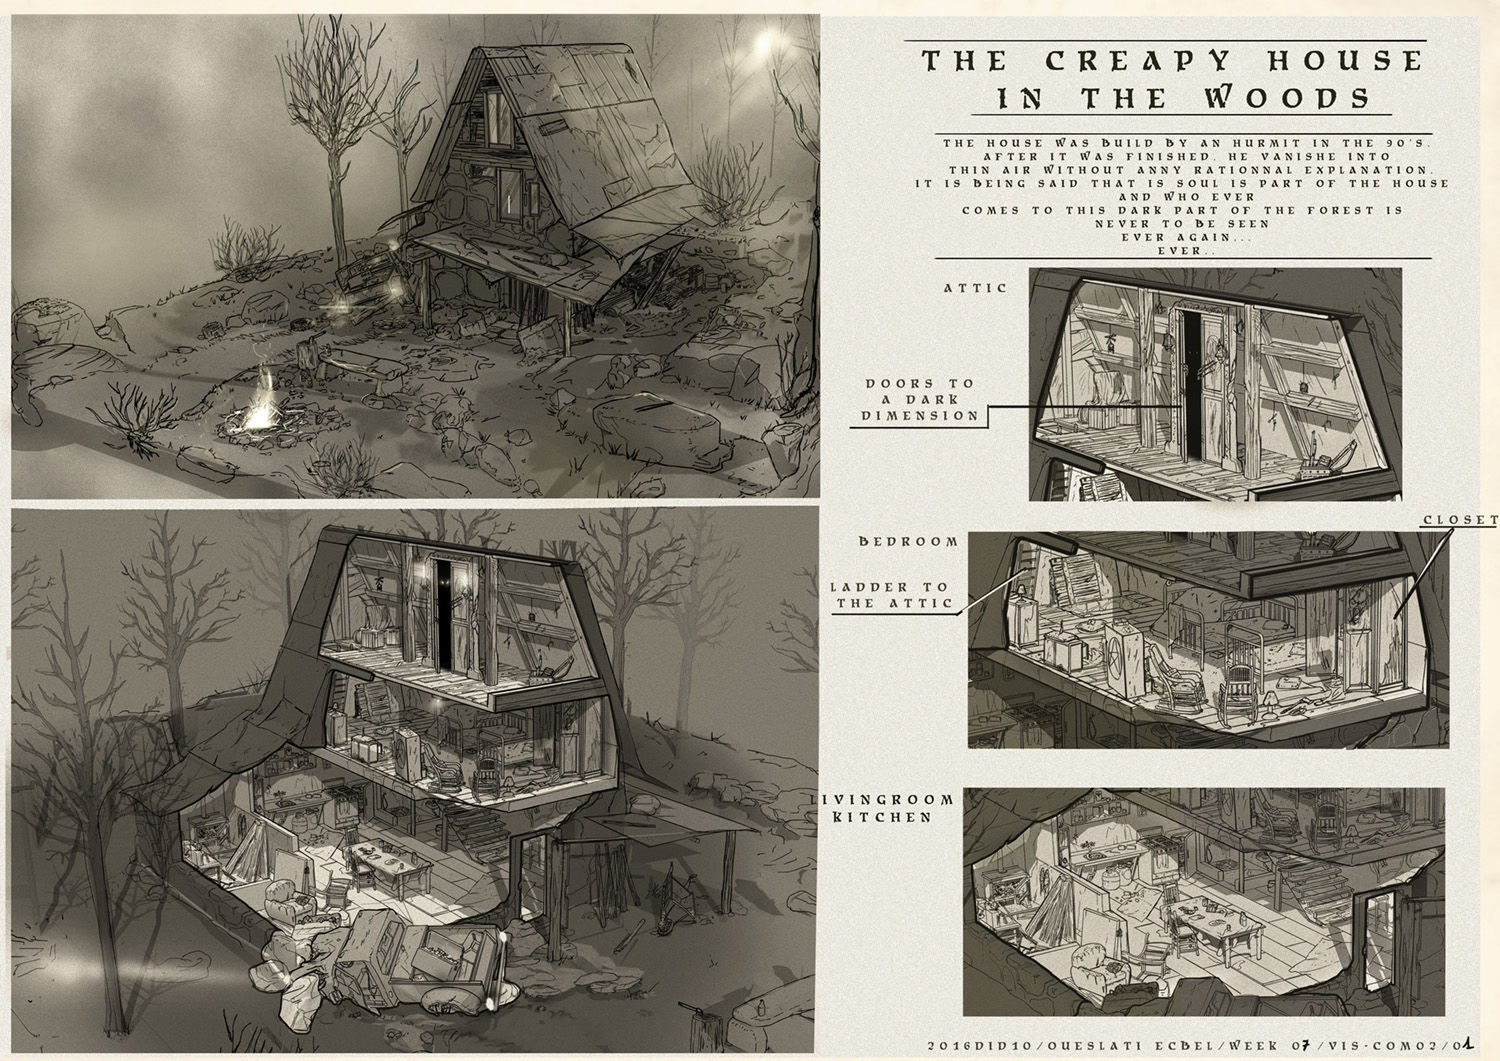 THE CREAPY HOUSE
IN THE WOODS
THE HOUSE WAS BUILD BY AN HURMIT IN THE 90'S.
AFTER IT WAS FINISHED, HE VANISHE INTO
THIN AIR WITHOUT ANNY RATIONNAL EXPLANATION.
IT IS BEING SAID THAT IS SOUL IS PART OF THE HOUSE
AND WHO EVER
COMES TO THIS DARK PART OF THE FOREST IS
NEVER TO BE SEEN
EVER AGAIN...
EVER..
ATTIC
DOORS TO
A DARK
DIMENSION
CLOSET
BEDROOM
LADDER TO
THE ATTIC
LIVINGROOM
KITCHEN
2016DID10/OUESLATI ECBEL/WEEK 07/VIS-COM02/01